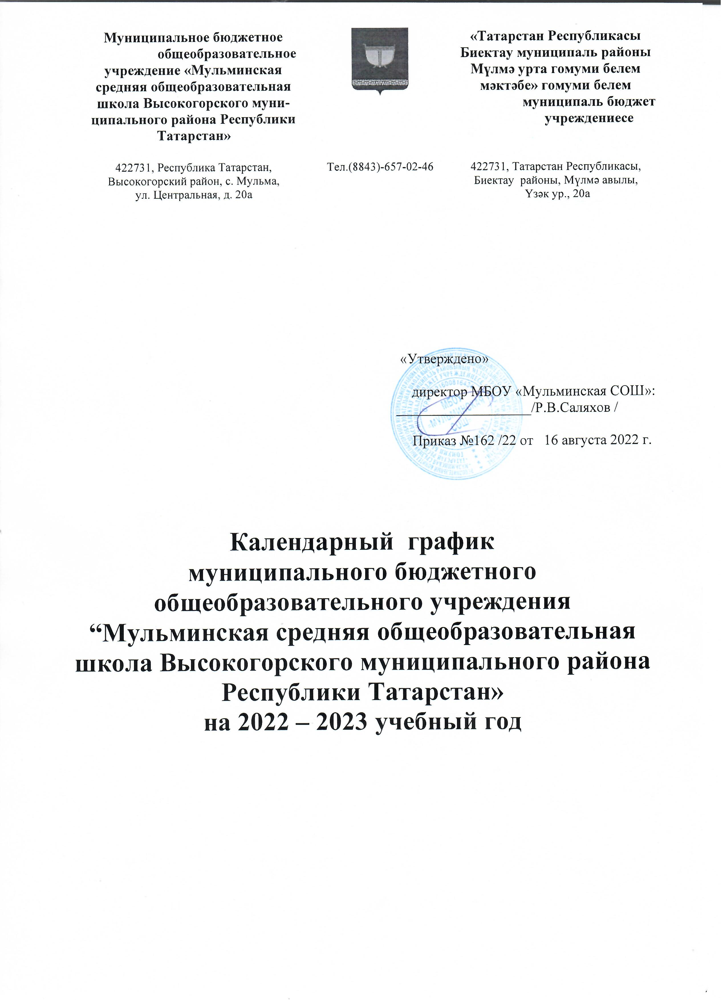 Муниципальное бюджетное
общеобразовательное
учреждение «Мульминская
средняя общеобразовательная
школа Высокогорского муни-
ципального района Республики
Татарстан»
422731, Республика Татарстан,
Высокогорский район, с. Мульма,
ул. Центральная, д. 20а
Тел.(8843)-657-02-46
«Татарстан Республикасы
Биектау муниципаль районы
Мүлмә урта гомуми белем
мәктәбе» гомуми белем
муниципаль бюджет
учреждениесе
422731, Татарстан Республикасы,
Биектау районы, Мүлмә авылы,
Үзәк ур., 20а
«Утверждено»
директор МБОУ «Мульминская СОШ»:
/Р.В.Саляхов /
Приказ №162 /22 от 16 августа 2022 г.
МБОУ
«МУЛЬМИНСКАЯ
СОШ»
Календарный график
муниципального бюджетного
общеобразовательного учреждения
“Мульминская средняя общеобразовательная
школа Высокогорского муниципального района
Республики Татарстан»
на 2022 – 2023 учебный год